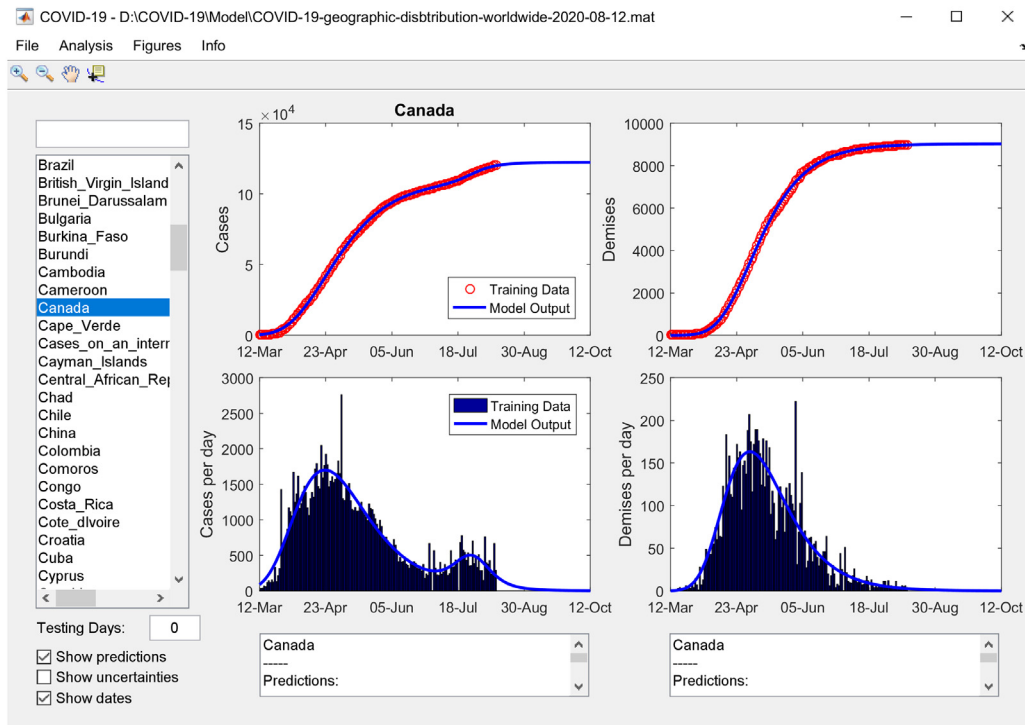 COVID-19 - D:\COVID-19\Model\COVID-19-geographic-disbtribution-worldwide-2020-08-12.mat
File Analysis Figures Info
Brazil
British_Virgin_Island
Brunei_Darussalam
Bulgaria
Burkina_Faso
Burundi
Cambodia
Cameroon
Canada
Cape_Verde
Cases_on_an_intern
Cayman_Islands
Central_African_Rep
Chad
Chile
China
Colombia
Comoros
Congo
Costa_Rica
Cote_dIvoire
Croatia
Cuba
Cyprus
Testing Days: 0
Show predictions
Show uncertainties
Show dates
Canada
× 10^4
15
10
5
0
Cases
Training Data
Model Output
12-Mar 23-Apr 05-Jun 18-Jul 30-Aug 12-Oct
10000
8000
6000
4000
2000
0
Demises
12-Mar 23-Apr 05-Jun 18-Jul 30-Aug 12-Oct
3000
2500
2000
1500
1000
500
0
Cases per day
Training Data
Model Output
12-Mar 23-Apr 05-Jun 18-Jul 30-Aug 12-Oct
250
200
150
100
50
0
Demises per day
12-Mar 23-Apr 05-Jun 18-Jul 30-Aug 12-Oct
Canada
-----
Predictions:
Canada
-----
Predictions: